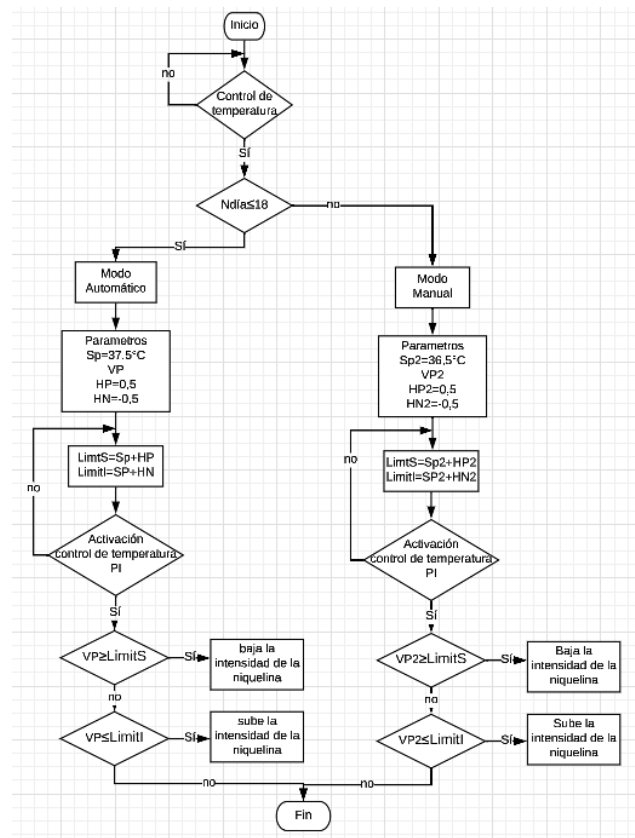 Inicio
no
Control de
temperatura
Sí
Ndía≤18
no
Sí
Modo
Automático
Modo
Manual
Parametros
Sp=37.5°C
VP
HP=0,5
HN=-0,5
Parametros
Sp2=36,5°C
VP2
HP2=0,5
HN2=-0,5
LimtS=Sp+HP
LimitI=SP+HN
no
LimtS=Sp2+HP2
LimitI=SP2+HN2
no
Activación
control de temperatura
PI
Activación
control de temperatura
PI
Sí
Sí
VP≥LimitS
Sí
baja la
intensidad de la
niquelina
VP2≥LimitS
Sí
Baja la
intensidad de la
niquelina
no
no
VP≤LimitI
Sí
sube la
intensidad de la
niquelina
VP2≤LimitI
Sí
Sube la
intensidad de la
niquelina
no
no
Fin